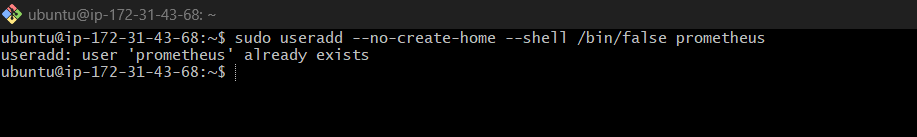 ubuntu@ip-172-31-43-68: ~
ubuntu@ip-172-31-43-68:~$ sudo useradd --no-create-home --shell /bin/false prometheus
useradd: user 'prometheus' already exists
ubuntu@ip-172-31-43-68:~$